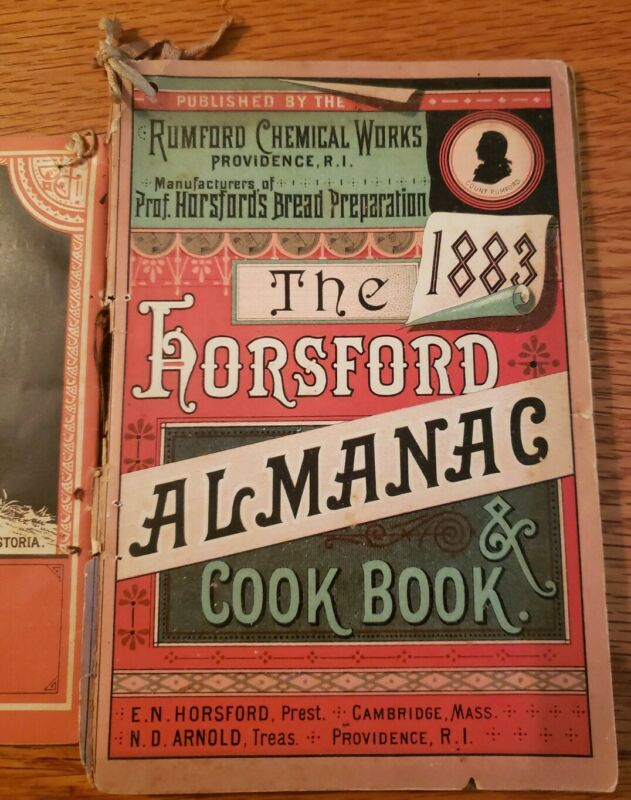 PUBLISHED BY THE
RUMFORD CHEMICAL WORKS
PROVIDENCE, R.I.
Manufacturers of
Prof. Horsford's Bread Preparation
COUNT RUMFORD.
1883
The
HORSFORD
ALMANAC
&
COOK BOOK.
E.N. HORSFORD, Prest. CAMBRIDGE, MASS.
N.D. ARNOLD, Treas. PROVIDENCE, R.I.
STORIA.